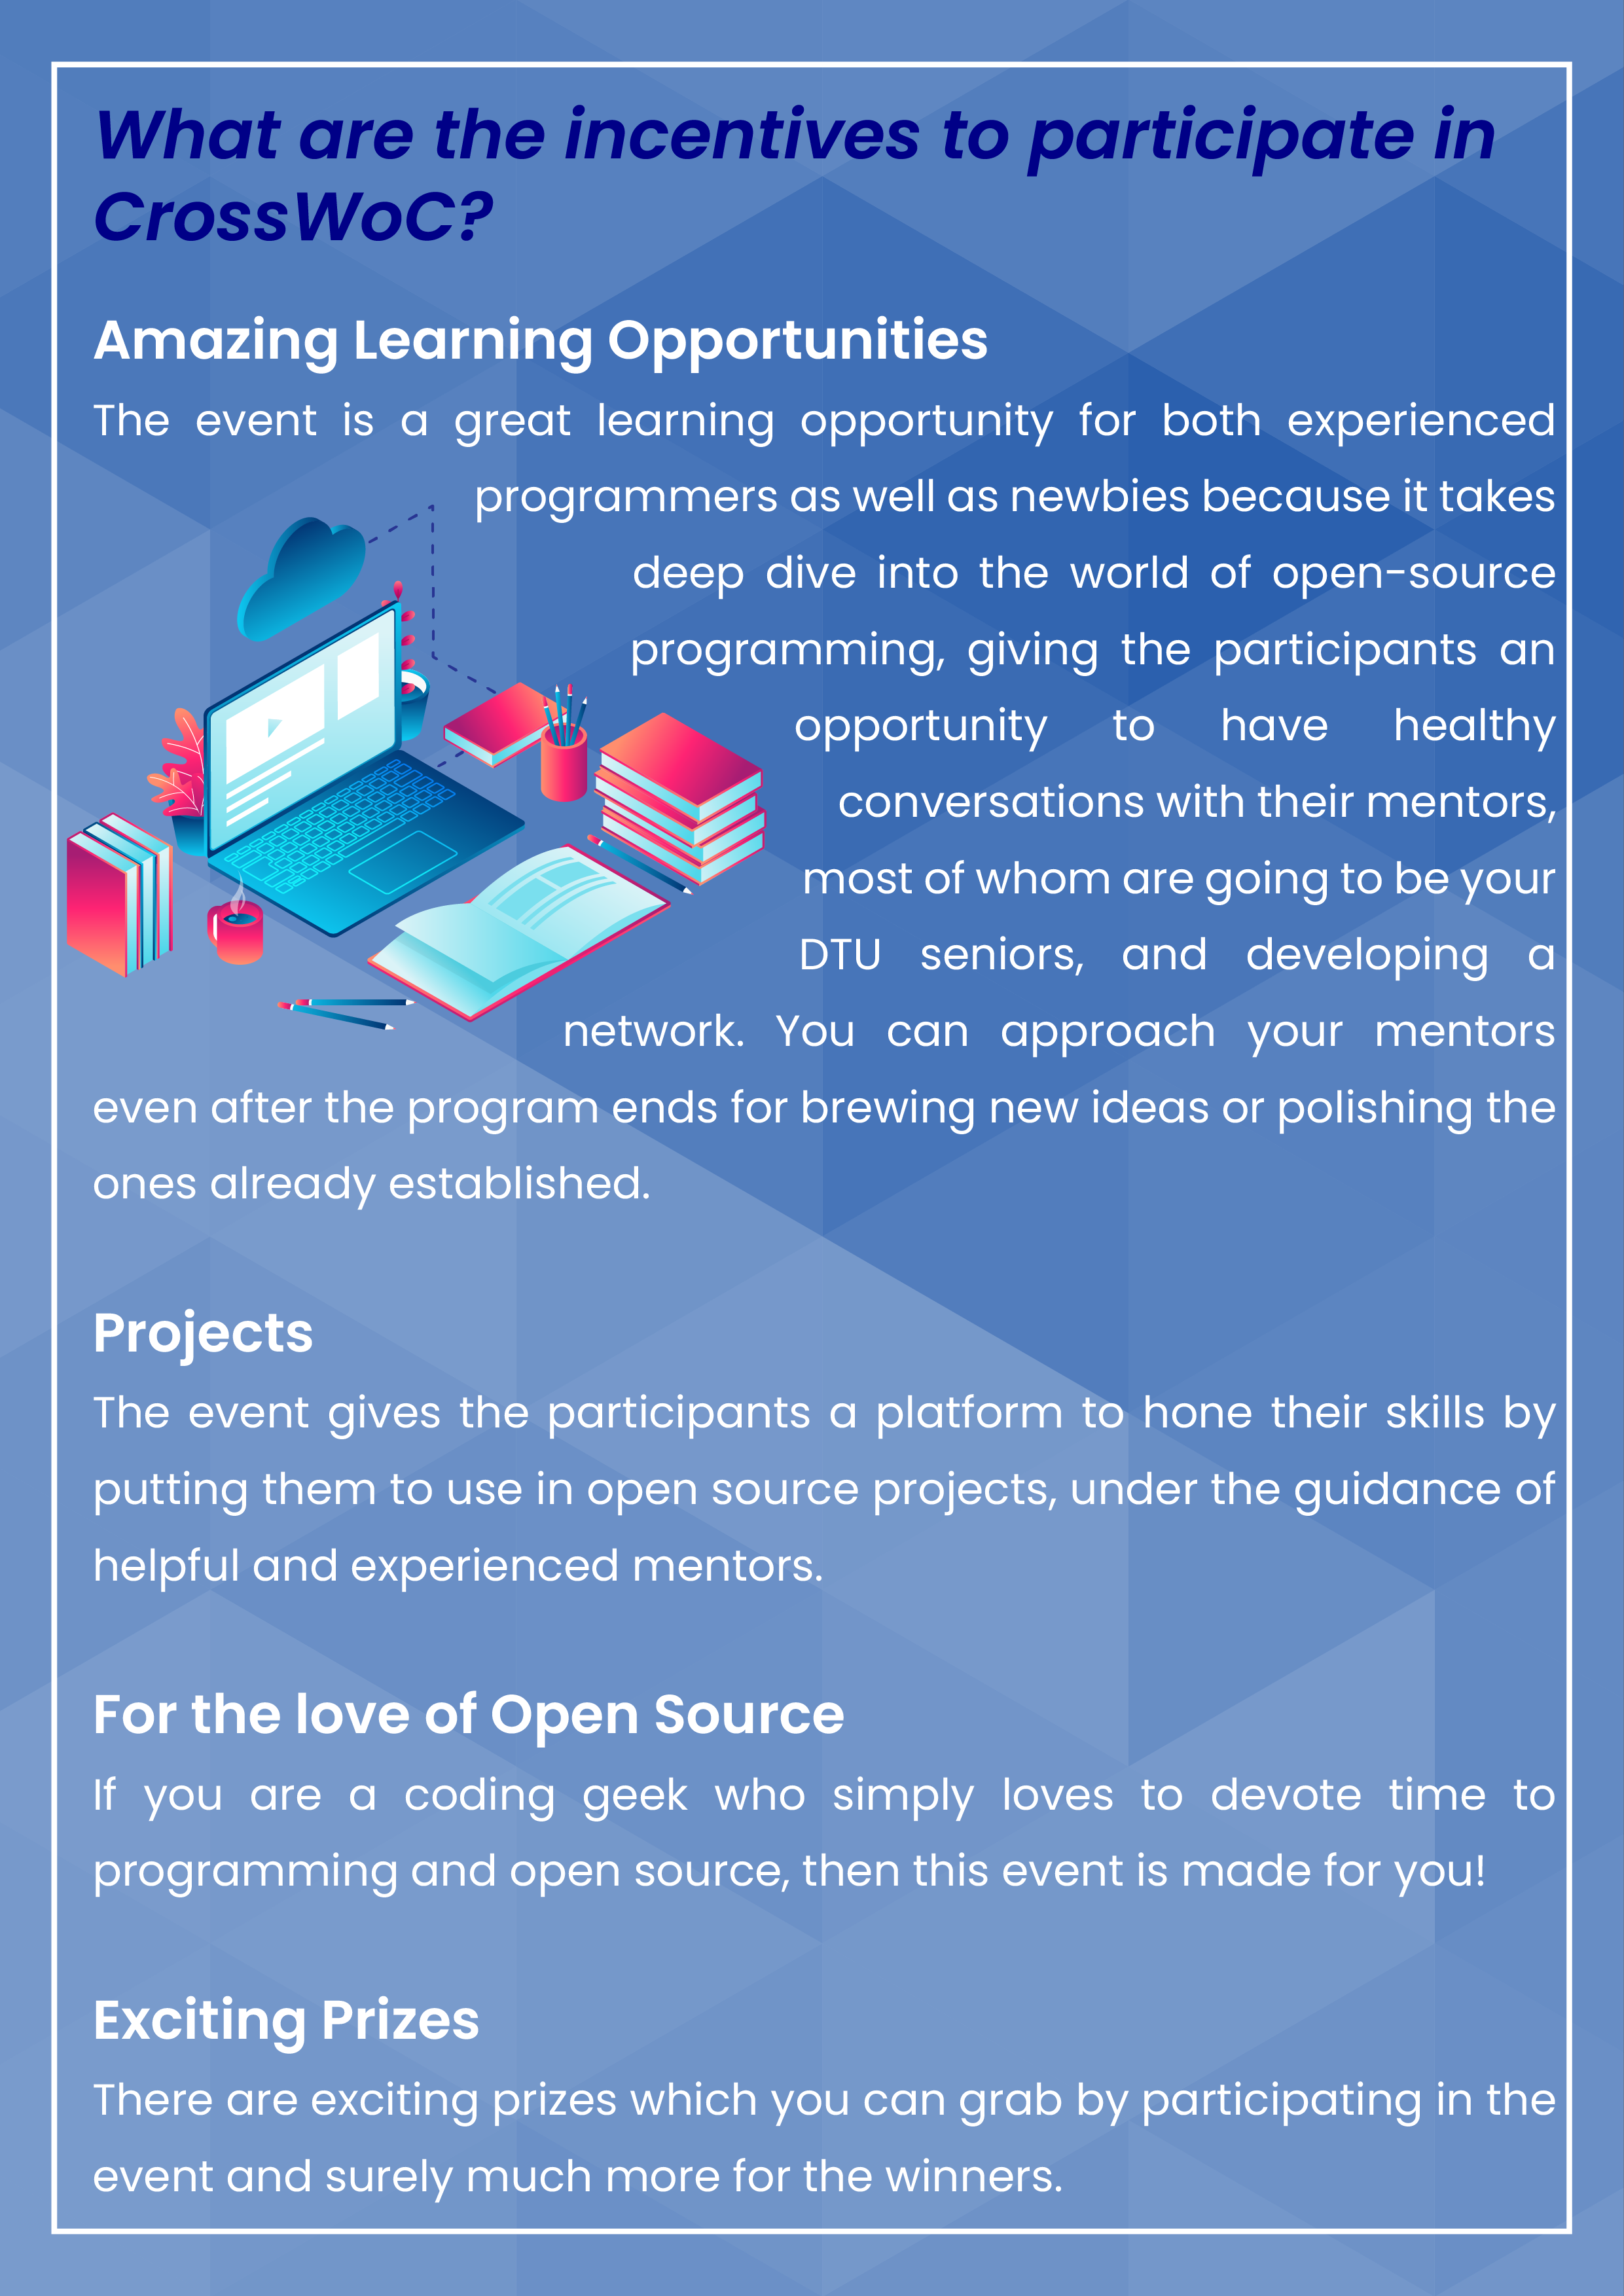 What are the incentives to participate in
CrossWoC?
Amazing Learning Opportunities
The event is a great learning opportunity for both experienced
programmers as well as newbies because it takes
deep dive into the world of open-source
programming, giving the participants an
opportunity to have healthy
conversations with their mentors,
most of whom are going to be your
DTU seniors, and developing a
network. You can approach your mentors
even after the program ends for brewing new ideas or polishing the
ones already established.
Projects
The event gives the participants a platform to hone their skills by
putting them to use in open source projects, under the guidance of
helpful and experienced mentors.
For the love of Open Source
If you are a coding geek who simply loves to devote time to
programming and open source, then this event is made for you!
Exciting Prizes
There are exciting prizes which you can grab by participating in the
event and surely much more for the winners.